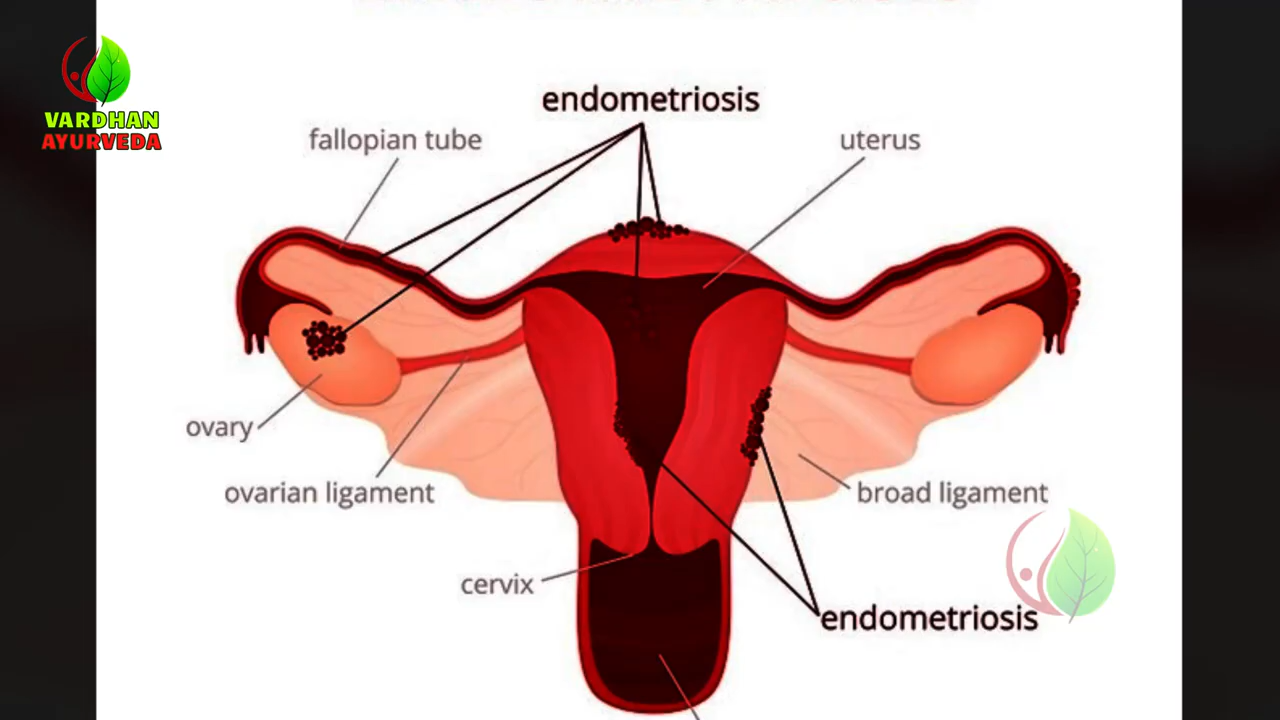 VARDHAN
AYURVEDA
endometriosis
fallopian tube
uterus
ovary
ovarian ligament
broad ligament
cervix
endometriosis